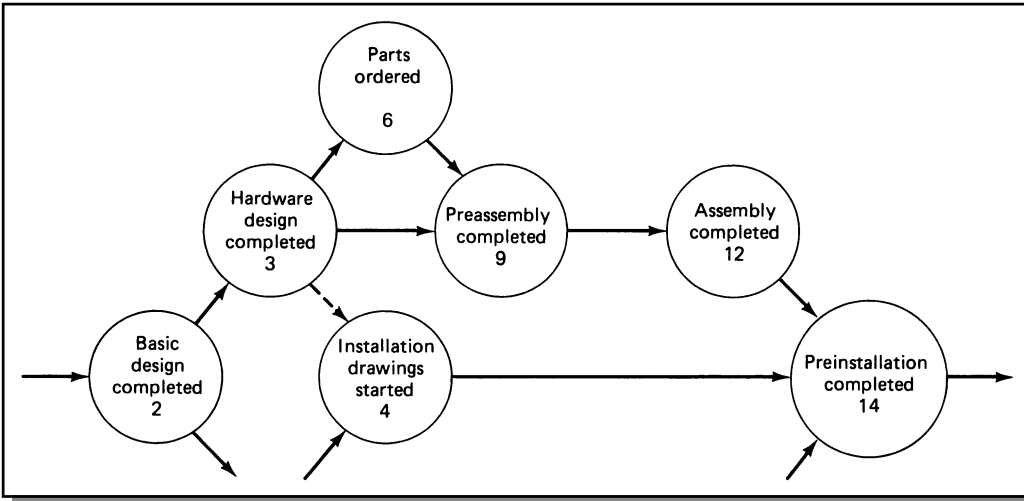 Parts
ordered
6
Hardware
design
completed
3
Preassembly
completed
9
Assembly
completed
12
Basic
design
completed
2
Installation
drawings
started
4
Preinstallation
completed
14